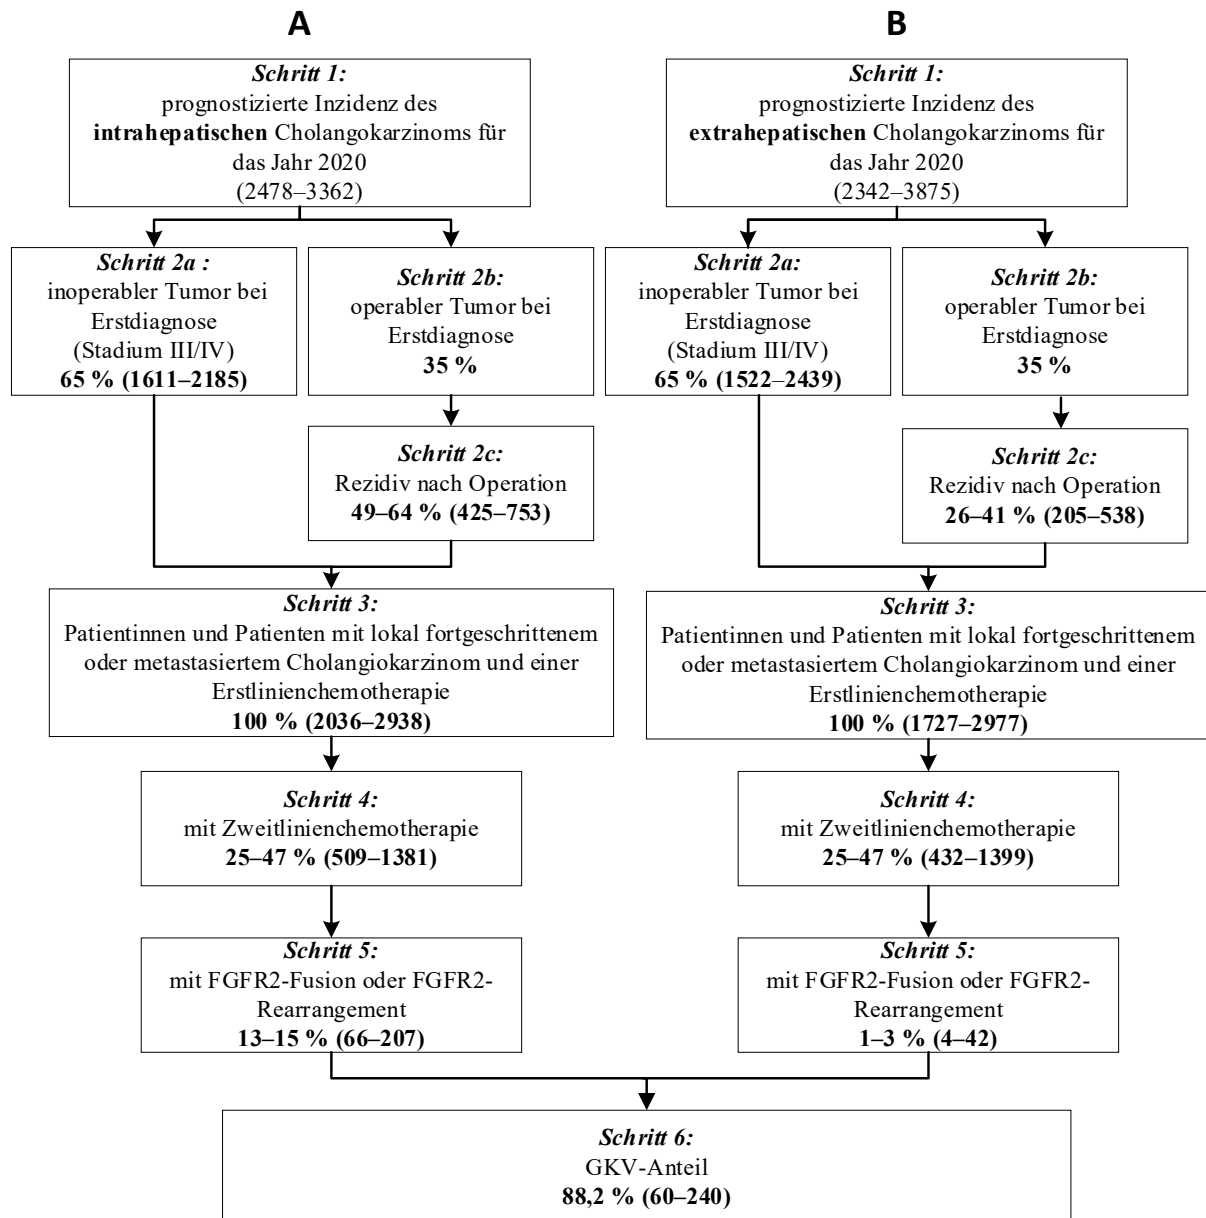 A
Schritt 1:
prognostizierte Inzidenz des
intrahepatischen Cholangokarzinoms für
das Jahr 2020
(2478–3362)
Schritt 2a :
inoperabler Tumor bei
Erstdiagnose
(Stadium III/IV)
65 % (1611–2185)
Schritt 2b:
operabler Tumor bei
Erstdiagnose
35 %
Schritt 2c:
Rezidiv nach Operation
49–64 % (425–753)
Schritt 3:
Patientinnen und Patienten mit lokal fortgeschrittenem
oder metastasiertem Cholangiokarzinom und einer
Erstlinienchemotherapie
100 % (2036–2938)
Schritt 4:
mit Zweitlinienchemotherapie
25–47 % (509–1381)
Schritt 5:
mit FGFR2-Fusion oder FGFR2-
Rearrangement
13–15 % (66–207)
B
Schritt 1:
prognostizierte Inzidenz des
extrahepatischen Cholangokarzinoms für
das Jahr 2020
(2342–3875)
Schritt 2a:
inoperabler Tumor bei
Erstdiagnose
(Stadium III/IV)
65 % (1522–2439)
Schritt 2b:
operabler Tumor bei
Erstdiagnose
35 %
Schritt 2c:
Rezidiv nach Operation
26–41 % (205–538)
Schritt 3:
Patientinnen und Patienten mit lokal fortgeschrittenem
oder metastasiertem Cholangiokarzinom und einer
Erstlinienchemotherapie
100 % (1727–2977)
Schritt 4:
mit Zweitlinienchemotherapie
25–47 % (432–1399)
Schritt 5:
mit FGFR2-Fusion oder FGFR2-
Rearrangement
1–3 % (4–42)
Schritt 6:
GKV-Anteil
88,2 % (60–240)